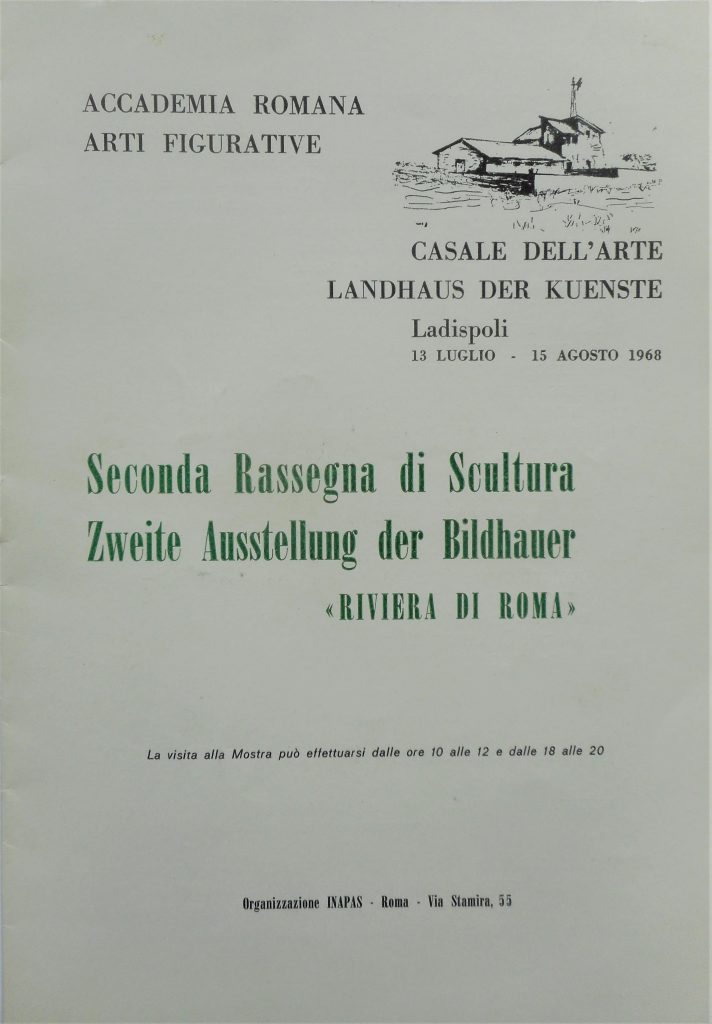 ACCADEMIA ROMANA
ARTI FIGURATIVE
CASALE DELL'ARTE
LANDHAUS DER KUENSTE
Ladispoli
13 LUGLIO - 15 AGOSTO 1968
Seconda Rassegna di Scultura
Zweite Ausstellung der Bildhauer
«RIVIERA DI ROMA»
La visita alla Mostra può effettuarsi dalle ore 10 alle 12 e dalle 18 alle 20
Organizzazione INAPAS - Roma - Via Stamira, 55